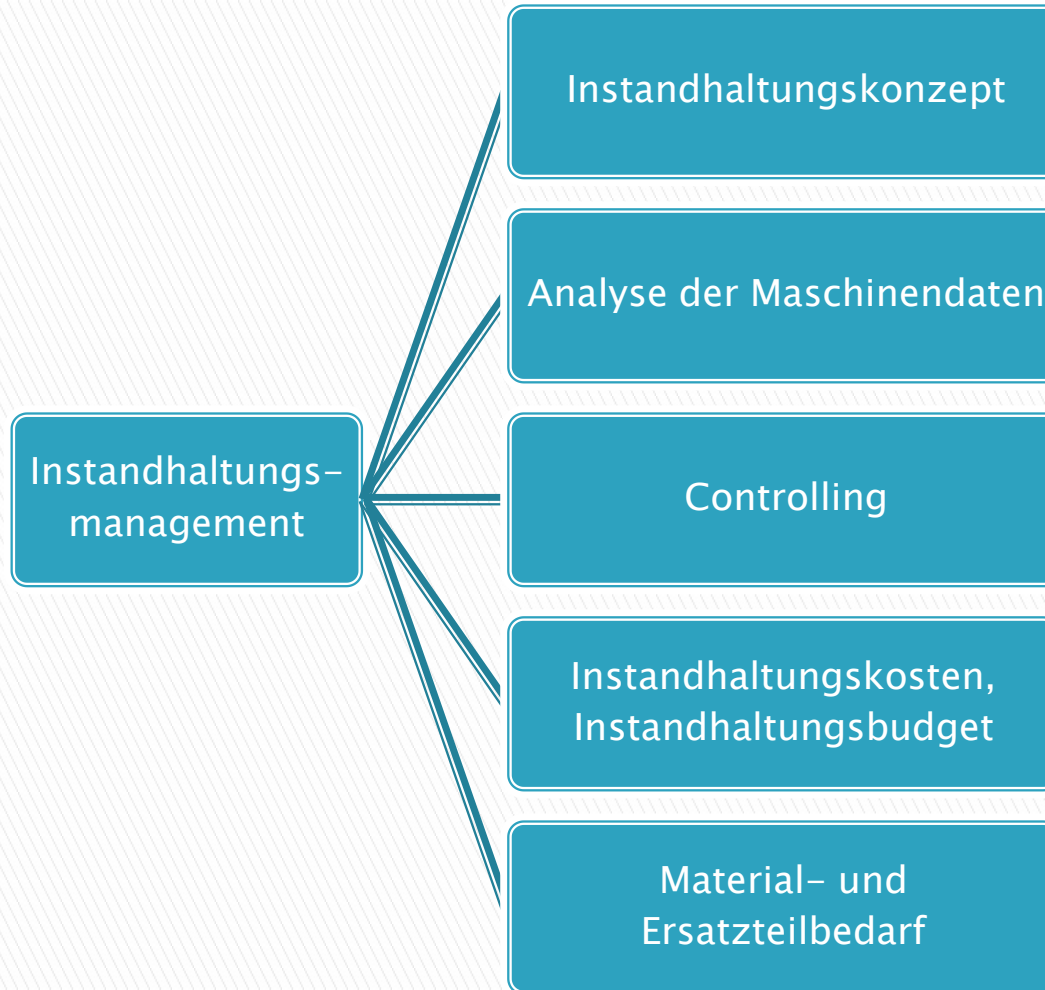 Instandhaltungs-
management
Instandhaltungskonzept
Analyse der Maschinendaten
Controlling
Instandhaltungskosten,
Instandhaltungsbudget
Material- und
Ersatzteilbedarf